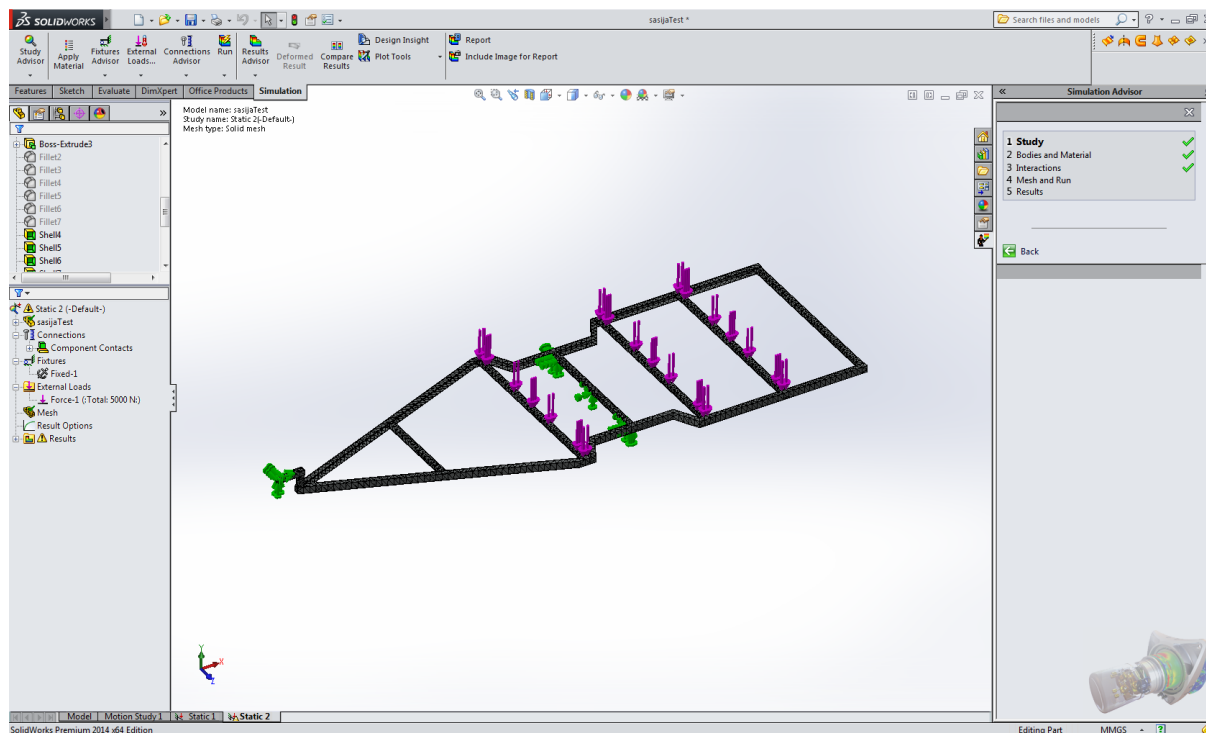 SOLIDWORKS
sasijaTest *
Search files and models
Study Advisor
Apply Material
Fixtures Advisor
External Loads...
Connections Advisor
Run
Results Advisor
Deformed Result
Compare Results
Design Insight
Plot Tools
Report
Include Image for Report
Features Sketch Evaluate DimXpert Office Products Simulation
Model name: sasijaTest
Study name: Static 2(-Default-)
Mesh type: Solid mesh
Boss-Extrude3
Fillet2
Fillet3
Fillet4
Fillet5
Fillet6
Fillet7
Shell4
Shell5
Shell6
Static 2 (-Default-)
sasijaTest
Connections
Component Contacts
Fixtures
Fixed-1
External Loads
Force-1 (:Total: 5000 N:)
Mesh
Result Options
Results
Y
X
Z
Simulation Advisor
1 Study
2 Bodies and Material
3 Interactions
4 Mesh and Run
5 Results
Back
Model Motion Study 1 Static 1 Static 2
SolidWorks Premium 2014 x64 Edition
Editing Part MMGS